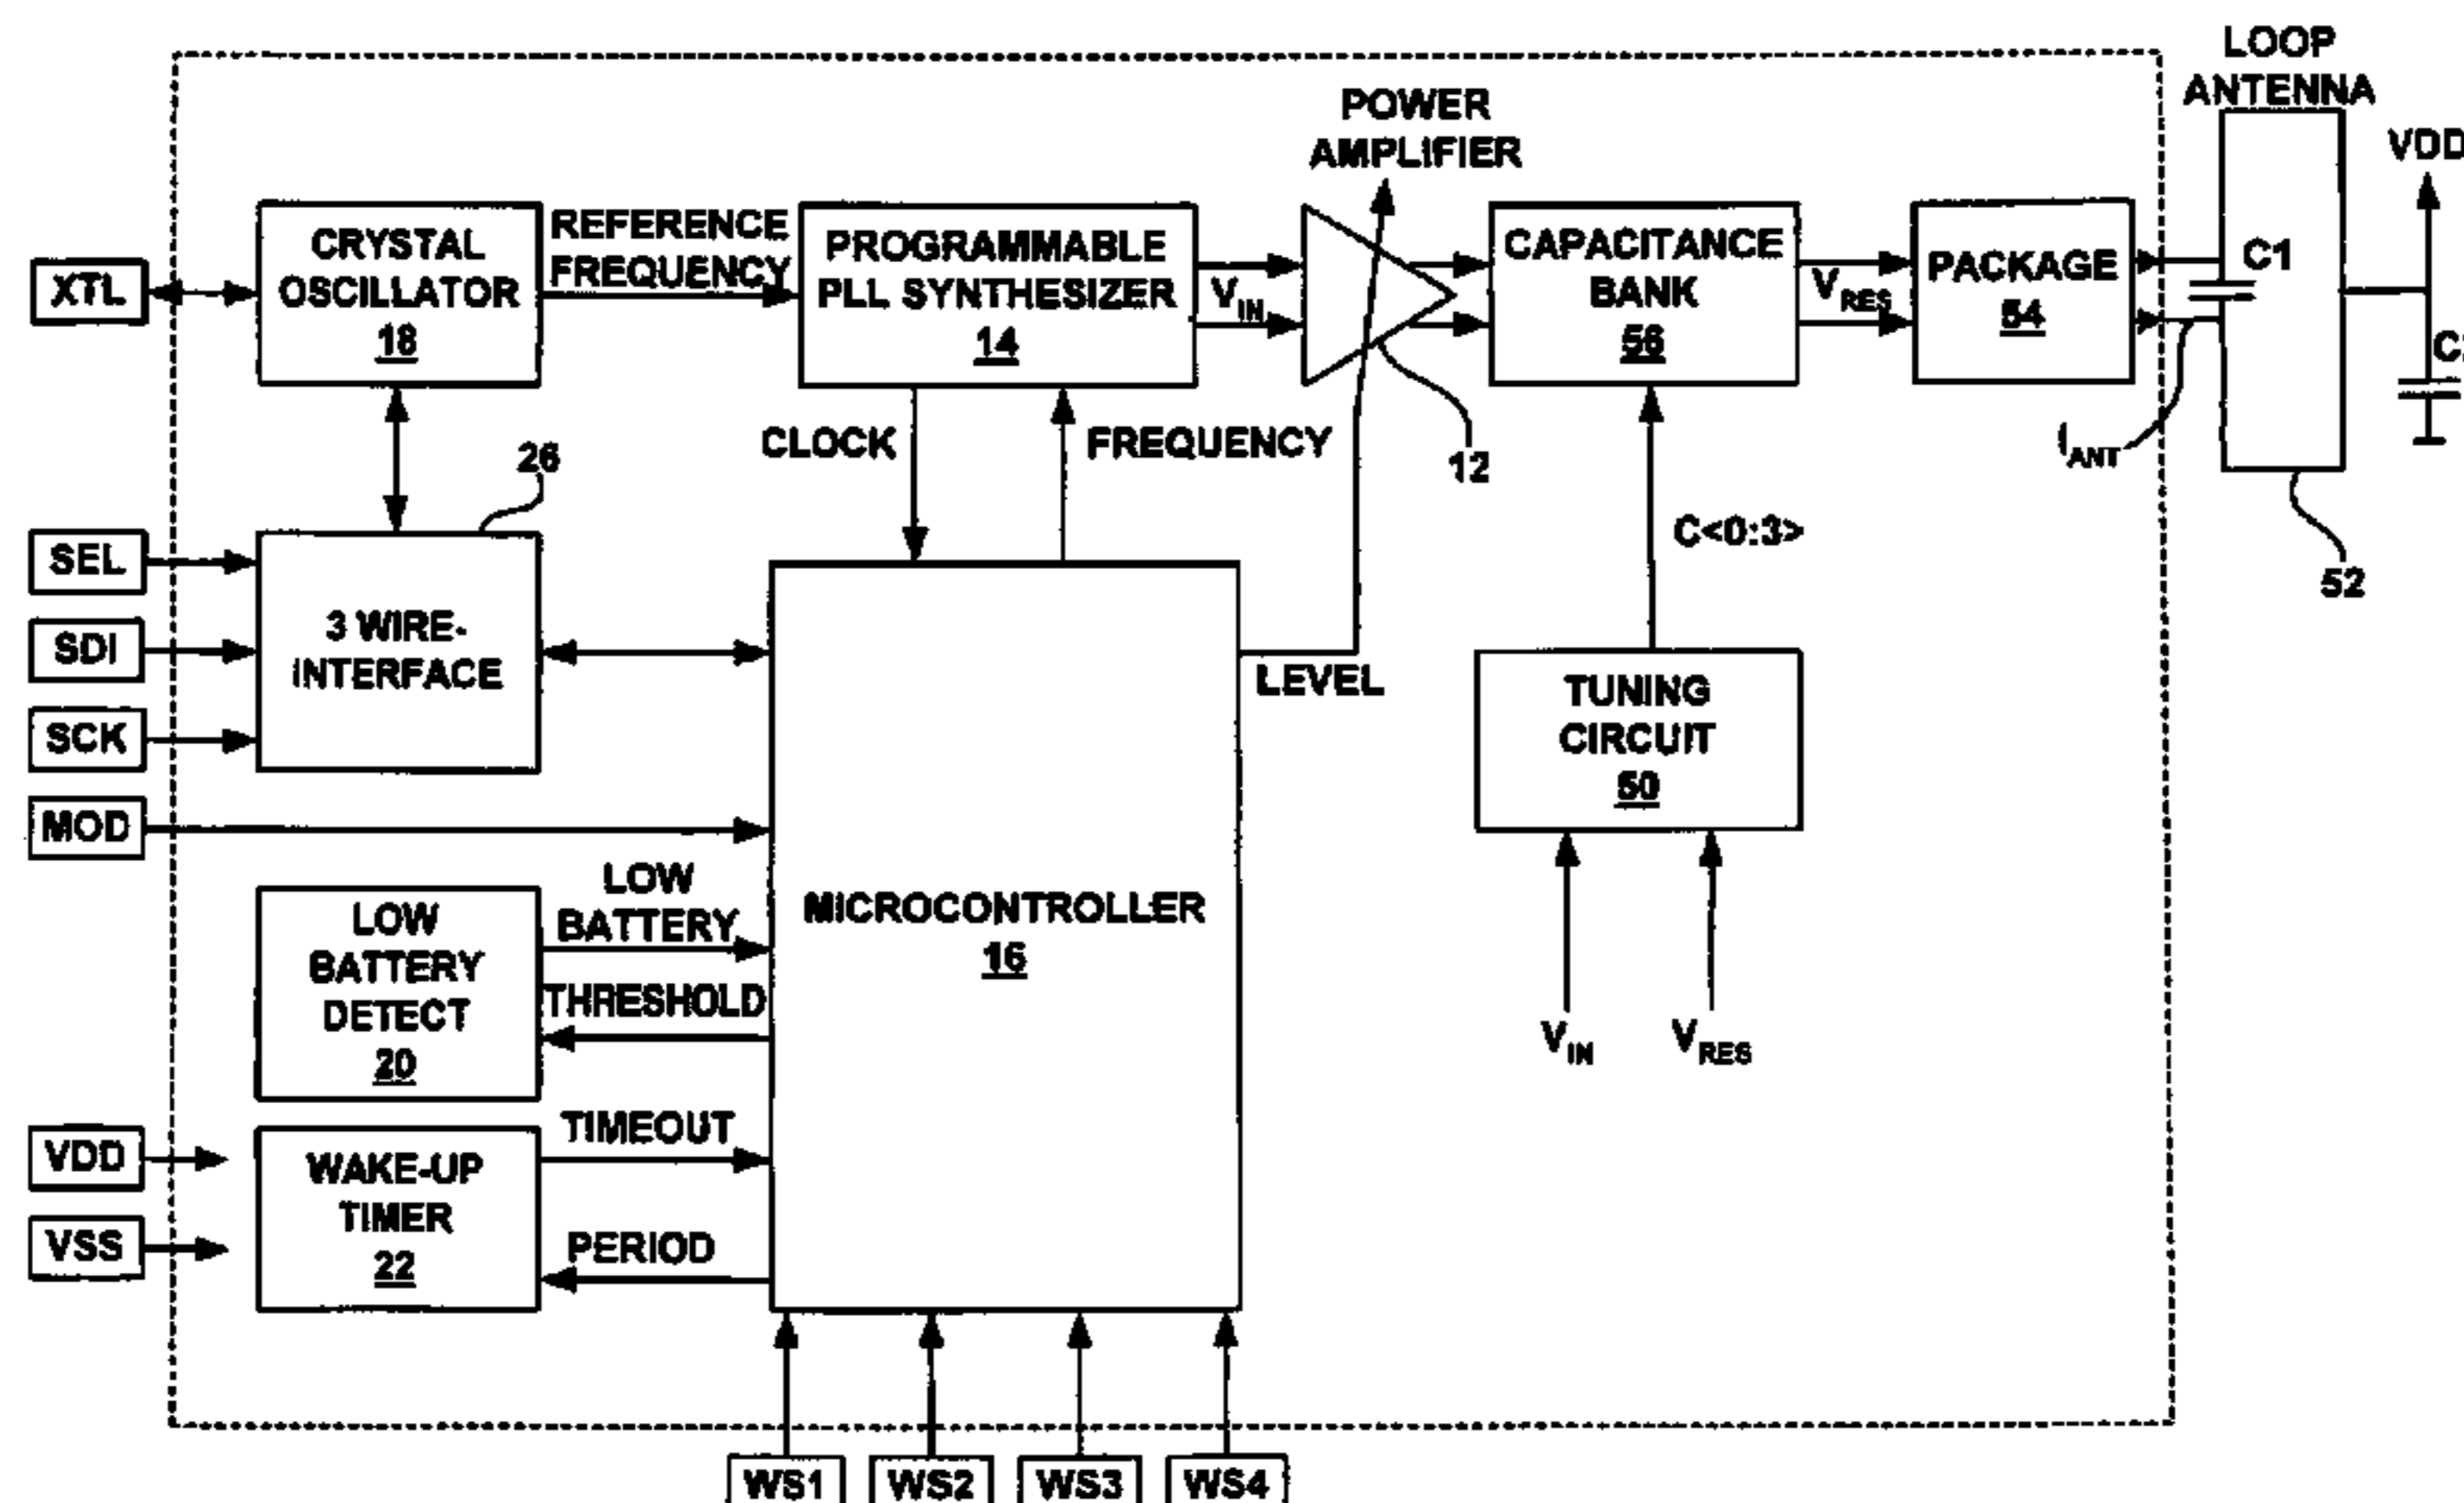 LOOP
ANTENNA
VDD
POWER
AMPLIFIER
XTL
CRYSTAL
OSCILLATOR
18
REFERENCE
FREQUENCY
PROGRAMMABLE
PLL SYNTHESIZER
14
VIN
CAPACITANCE
BANK
56
VRES
PACKAGE
54
C1
CLOCK
FREQUENCY
12
IANT
26
C<0:3>
52
SEL
SDI
SCK
MOD
3 WIRE-
INTERFACE
LEVEL
TUNING
CIRCUIT
50
VIN
VRES
LOW
BATTERY
DETECT
20
LOW
BATTERY
THRESHOLD
MICROCONTROLLER
16
VDD
VSS
WAKE-UP
TIMER
22
TIMEOUT
PERIOD
WS1
WS2
WS3
WS4